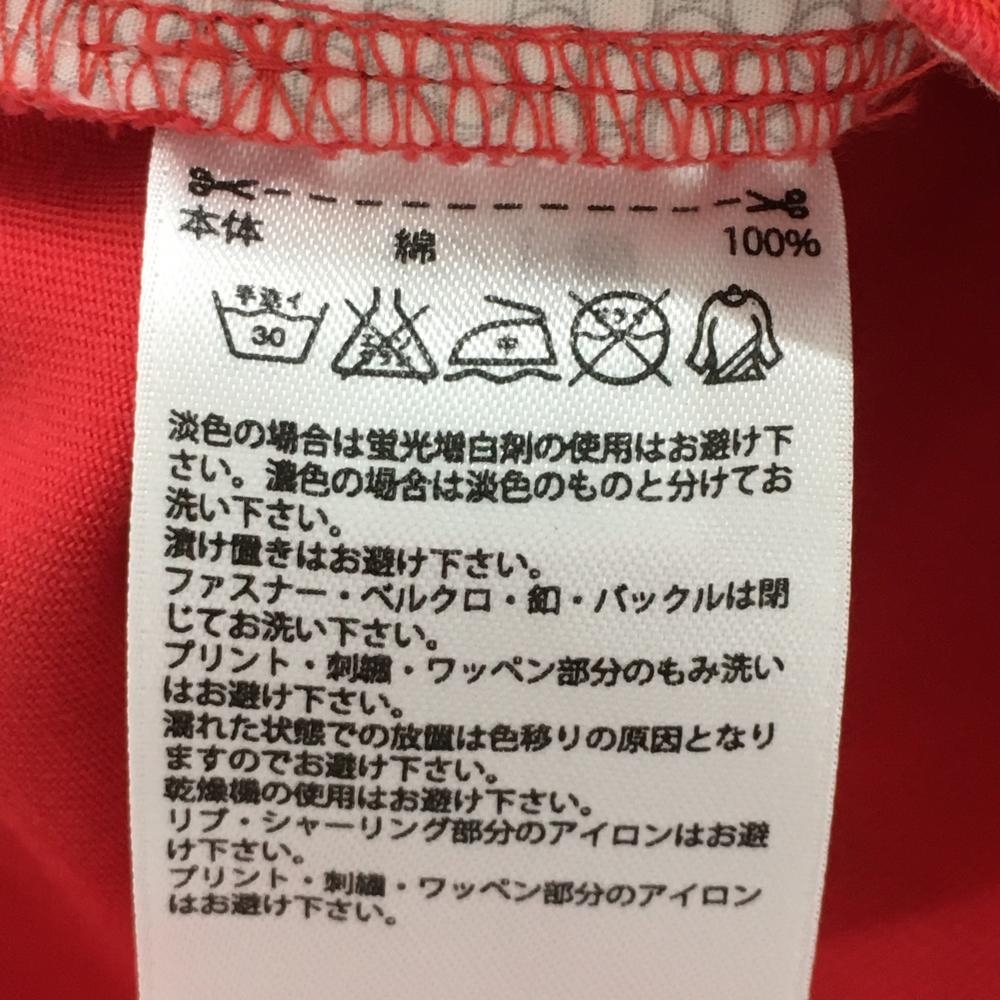 本体 綿 100%
手洗イ
30
エンソ
サラシ
中
ドライ
淡色の場合は蛍光増白剤の使用はお避け下
さい。濃色の場合は淡色のものと分けてお
洗い下さい。
漬け置きはお避け下さい。
ファスナー・ベルクロ・釦・バックルは閉
じてお洗い下さい。
プリント・刺繍・ワッペン部分のもみ洗い
はお避け下さい。
濡れた状態での放置は色移りの原因となり
ますのでお避け下さい。
乾燥機の使用はお避け下さい。
リブ・シャーリング部分のアイロンはお避
け下さい。
プリント・刺繍・ワッペン部分のアイロン
はお避け下さい。